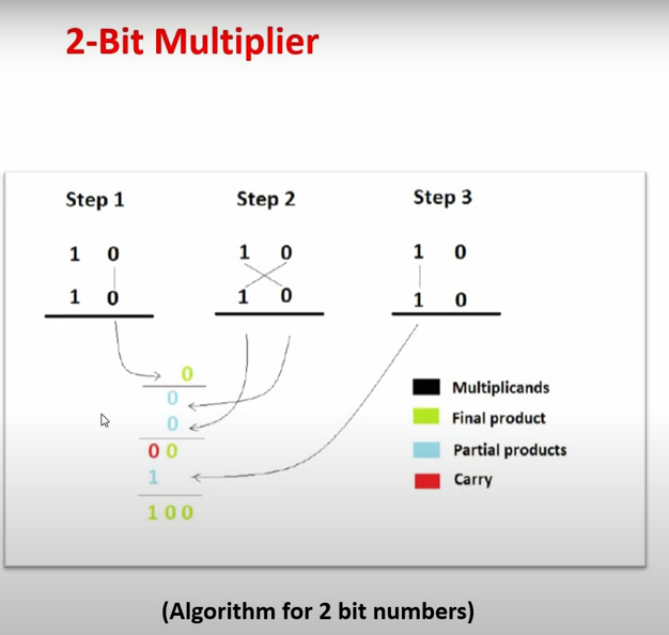 2-Bit Multiplier
Step 1 Step 2 Step 3
1 0 1 0 1 0
1 0 1 0 1 0
0
0
0
0 0
1
1 0 0
Multiplicands
Final product
Partial products
Carry
(Algorithm for 2 bit numbers)